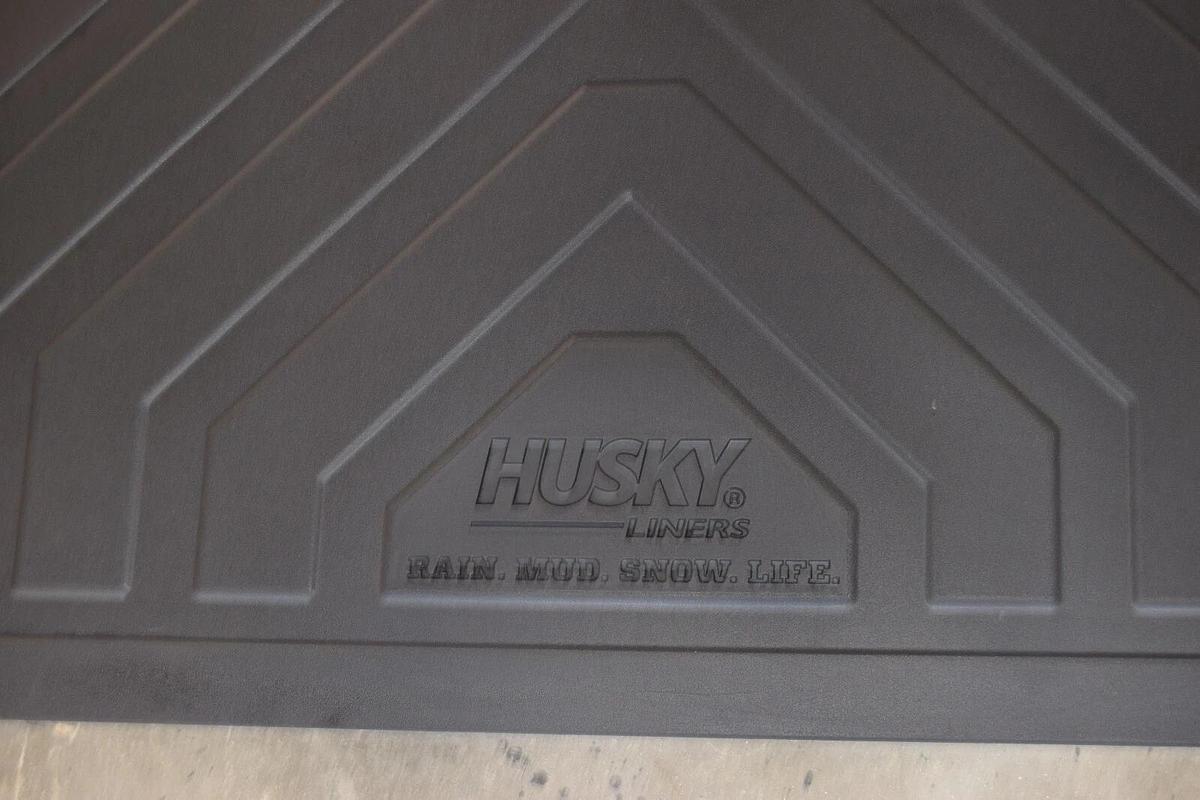 HUSKY®
LINERS
RAIN. MUD. SNOW. LIFE.